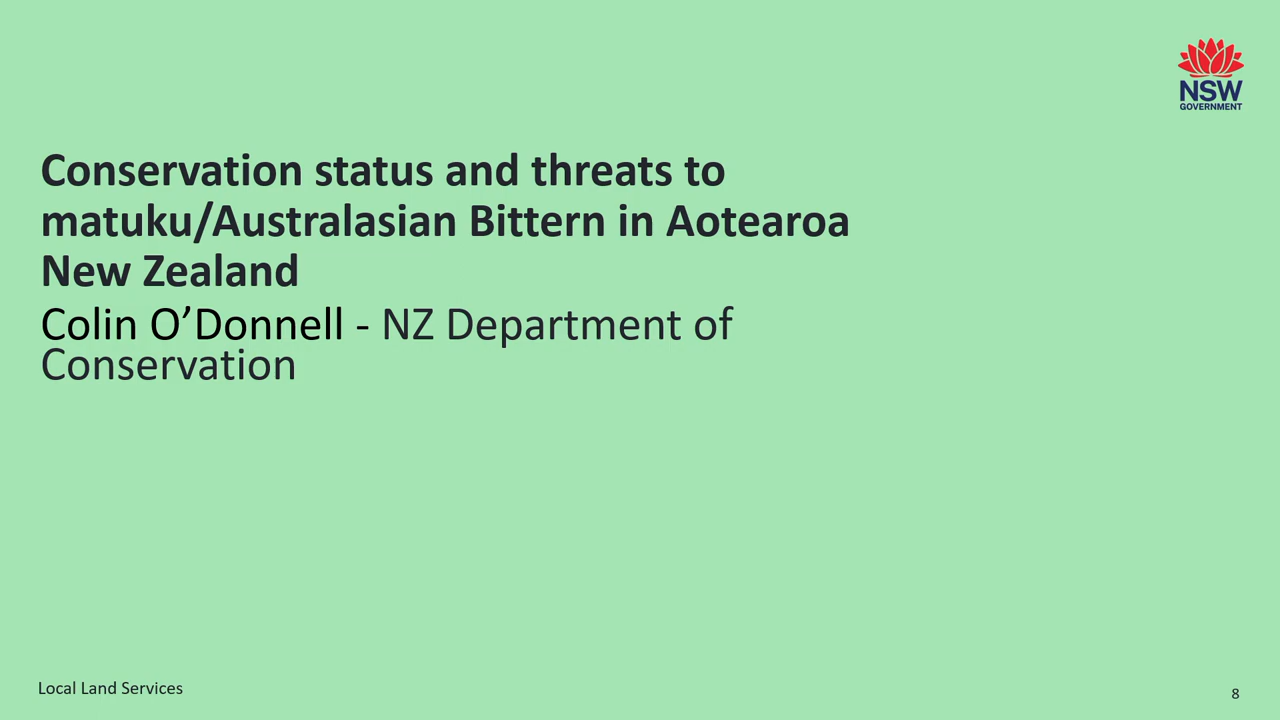 NSW
GOVERNMENT
Conservation status and threats to
matuku/Australasian Bittern in Aotearoa
New Zealand
Colin O’Donnell - NZ Department of
Conservation
Local Land Services
8